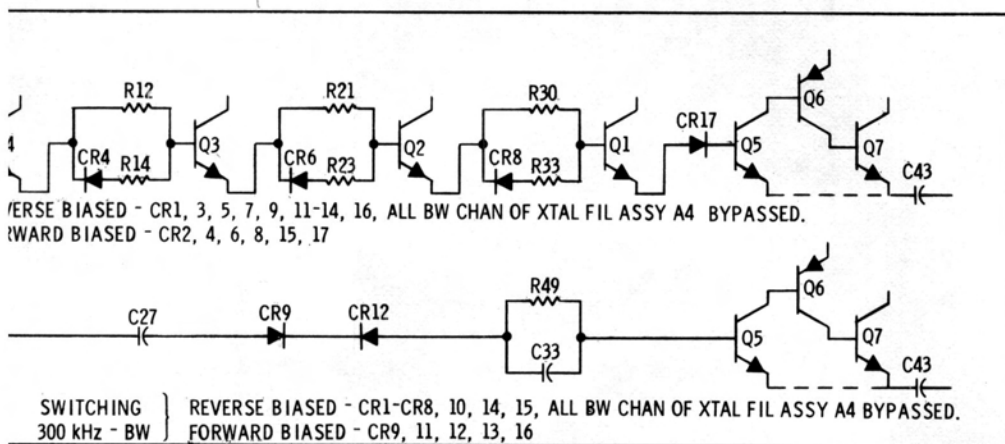 R12 R21 R30 Q6
CR17
4 Q3 Q2 Q1 Q5 Q7
CR4 R14 CR6 R23 CR8 R33 C43
VERSE BIASED - CR1, 3, 5, 7, 9, 11-14, 16, ALL BW CHAN OF XTAL FIL ASSY A4 BYPASSED.
RWARD BIASED - CR2, 4, 6, 8, 15, 17
R49 Q6
C27 CR9 CR12 Q5 Q7
C33 C43
SWITCHING REVERSE BIASED - CR1-CR8, 10, 14, 15, ALL BW CHAN OF XTAL FIL ASSY A4 BYPASSED.
300 kHz - BW FORWARD BIASED - CR9, 11, 12, 13, 16